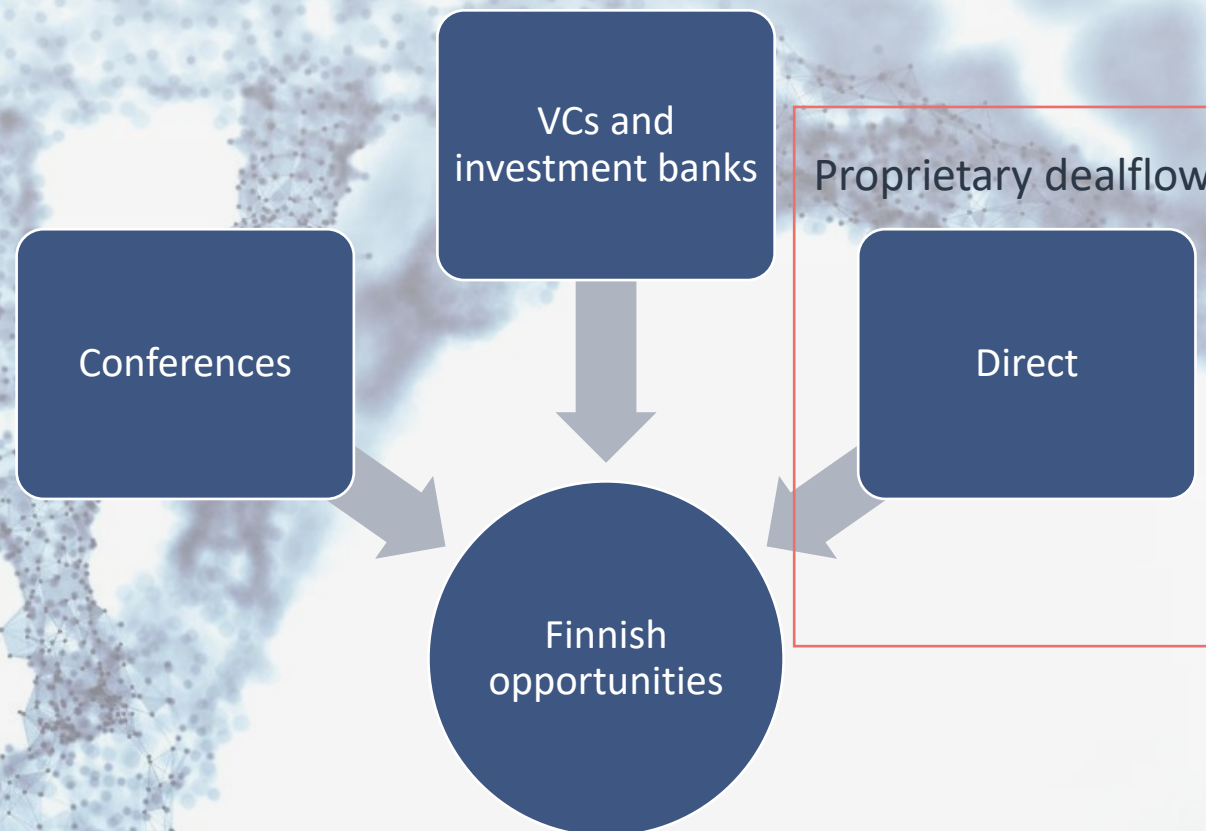 VCs and
investment banks
Proprietary dealflow
Conferences
Direct
Finnish
opportunities